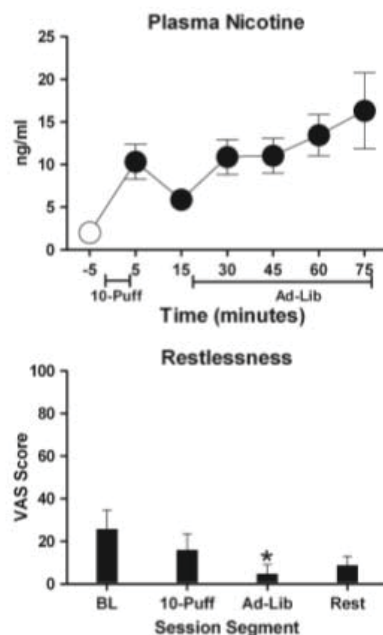 Plasma Nicotine
25
20
15
10
5
0
ng/ml
-5 5 15 30 45 60 75
10-Puff Ad-Lib
Time (minutes)
Restlessness
100
80
60
40
20
0
VAS Score
*
BL 10-Puff Ad-Lib Rest
Session Segment